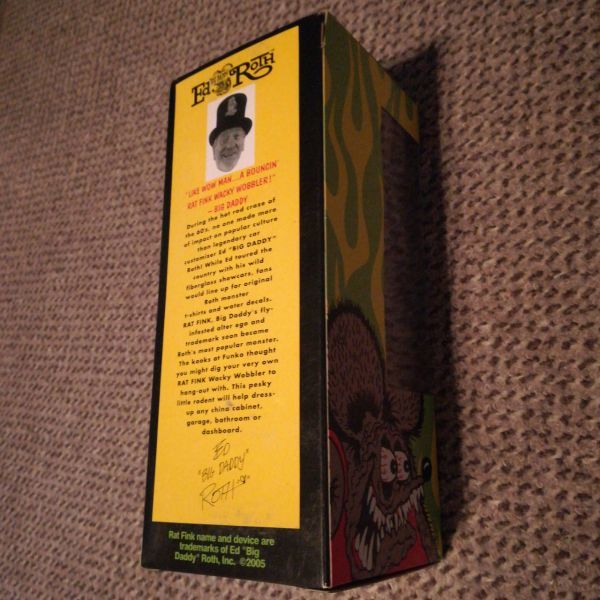 Ed Roth
"LIKE WOW MAN...A BOUNCIN'
RAT FINK WACKY WOBBLER!"
— BIG DADDY
During the hot rod craze of
the 60s, no one made more
of impact on popular culture
than legendary car
customizer Ed "BIG DADDY"
Roth! While Ed toured the
country with his wild
fiberglass showcars, fans
would line up for original
Roth monster
t-shirts and water decals.
RAT FINK, Big Daddy's fly-
infested alter ego and
trademark soon became
Roth's most popular monster.
The kooks at Funko thought
you might dig your very own
RAT FINK Wacky Wobbler to
hang-out with. This pesky
little rodent will help dress-
up any china cabinet,
garage, bathroom or
dashboard.
ED
"BIG DADDY"
ROTH
Rat Fink name and device are
trademarks of Ed "Big
Daddy" Roth, Inc. ©2005